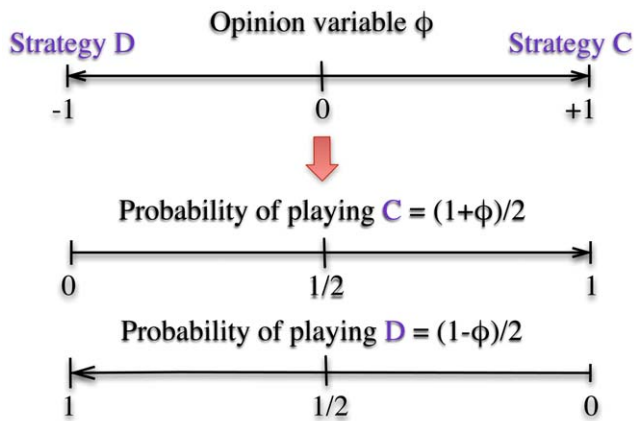 Opinion variable ϕ
Strategy D
Strategy C
-1
0
+1
Probability of playing C = (1+ϕ)/2
0
1/2
1
Probability of playing D = (1-ϕ)/2
1
1/2
0